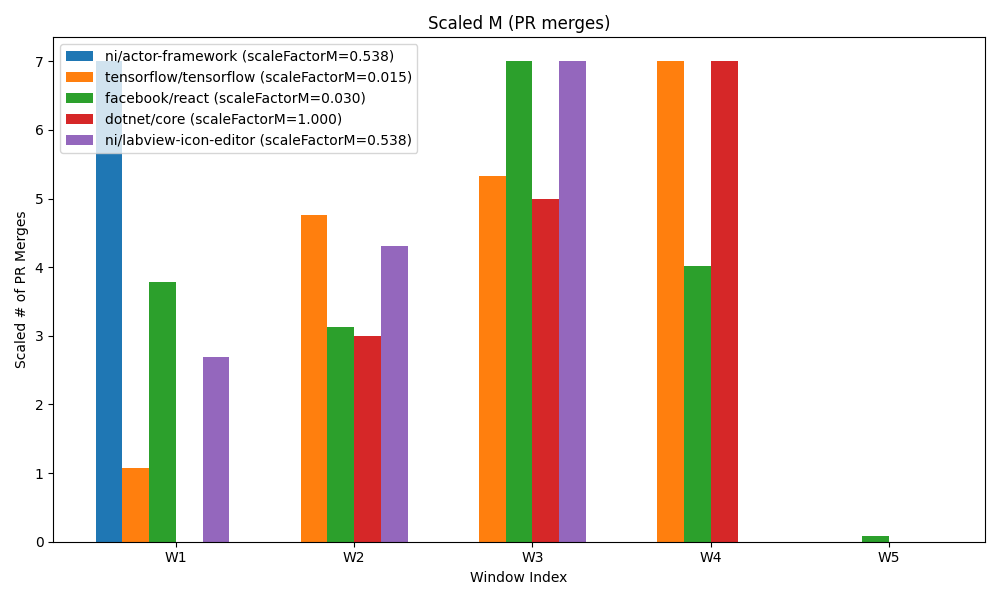 Scaled M (PR merges)
ni/actor-framework (scaleFactorM=0.538)
tensorflow/tensorflow (scaleFactorM=0.015)
facebook/react (scaleFactorM=0.030)
dotnet/core (scaleFactorM=1.000)
ni/labview-icon-editor (scaleFactorM=0.538)
Scaled # of PR Merges
7
6
5
4
3
2
1
0
W1 W2 W3 W4 W5
Window Index